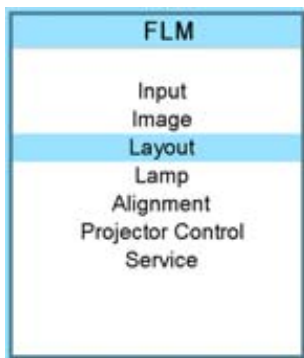 FLM
Input
Image
Layout
Lamp
Alignment
Projector Control
Service